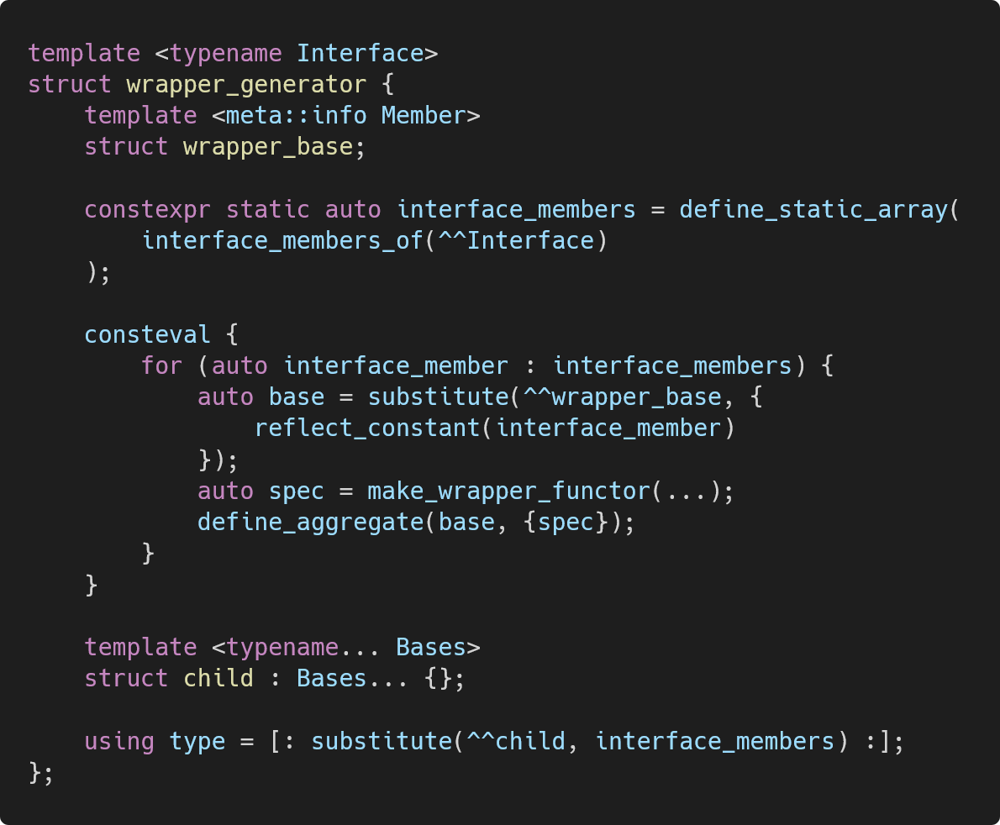 template <typename Interface>
struct wrapper_generator {
    template <meta::info Member>
    struct wrapper_base;

    constexpr static auto interface_members = define_static_array(
        interface_members_of(^^Interface)
    );

    consteval {
        for (auto interface_member : interface_members) {
            auto base = substitute(^^wrapper_base, {
                reflect_constant(interface_member)
            });
            auto spec = make_wrapper_functor(...);
            define_aggregate(base, {spec});
        }
    }

    template <typename... Bases>
    struct child : Bases... {};

    using type = [: substitute(^^child, interface_members) :];
};